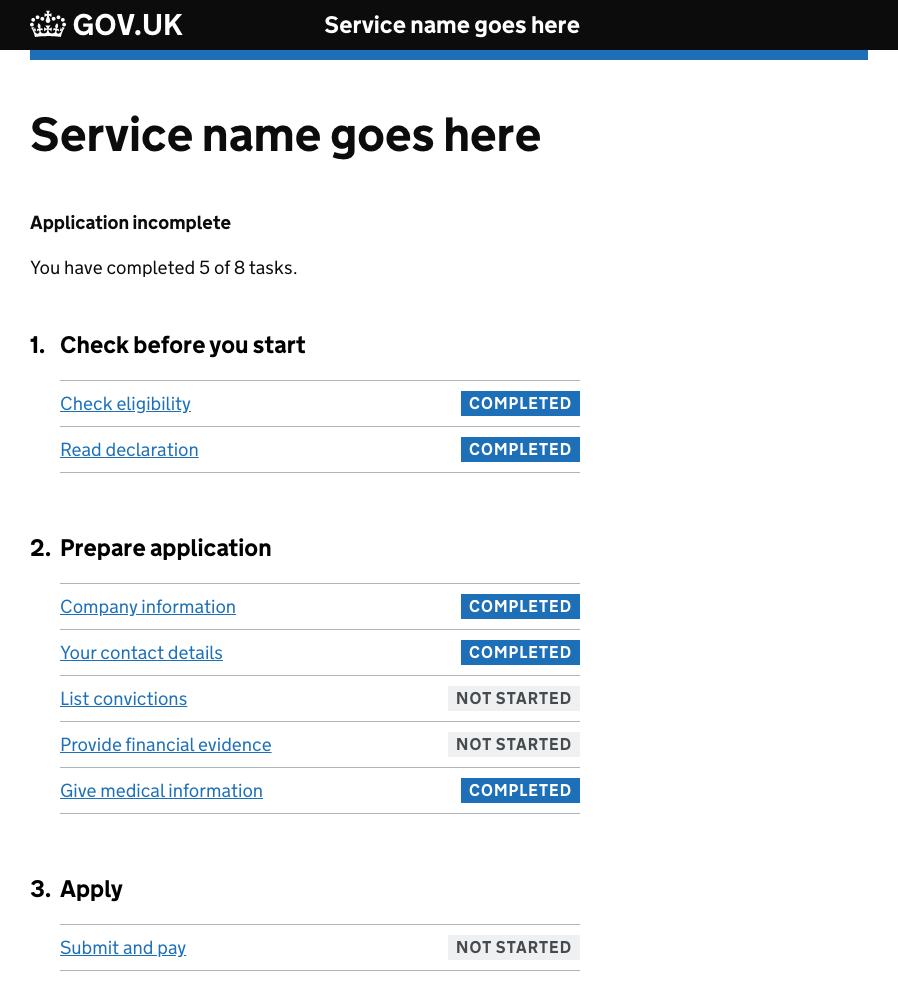 GOV.UK Service name goes here
Service name goes here
Application incomplete
You have completed 5 of 8 tasks.
1. Check before you start
Check eligibility COMPLETED
Read declaration COMPLETED
2. Prepare application
Company information COMPLETED
Your contact details COMPLETED
List convictions NOT STARTED
Provide financial evidence NOT STARTED
Give medical information COMPLETED
3. Apply
Submit and pay NOT STARTED